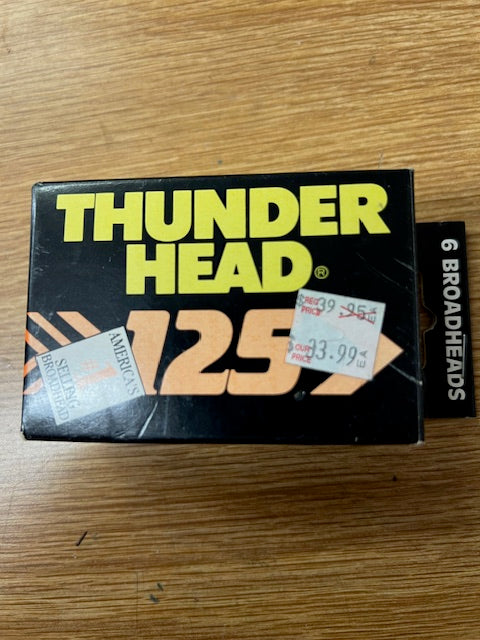 THUNDER
HEAD®
125
REG
PRICE
$39.95 EA
OUR
PRICE
$33.99 EA
AMERICA'S
#1
SELLING
BROADHEAD
6 BROADHEADS